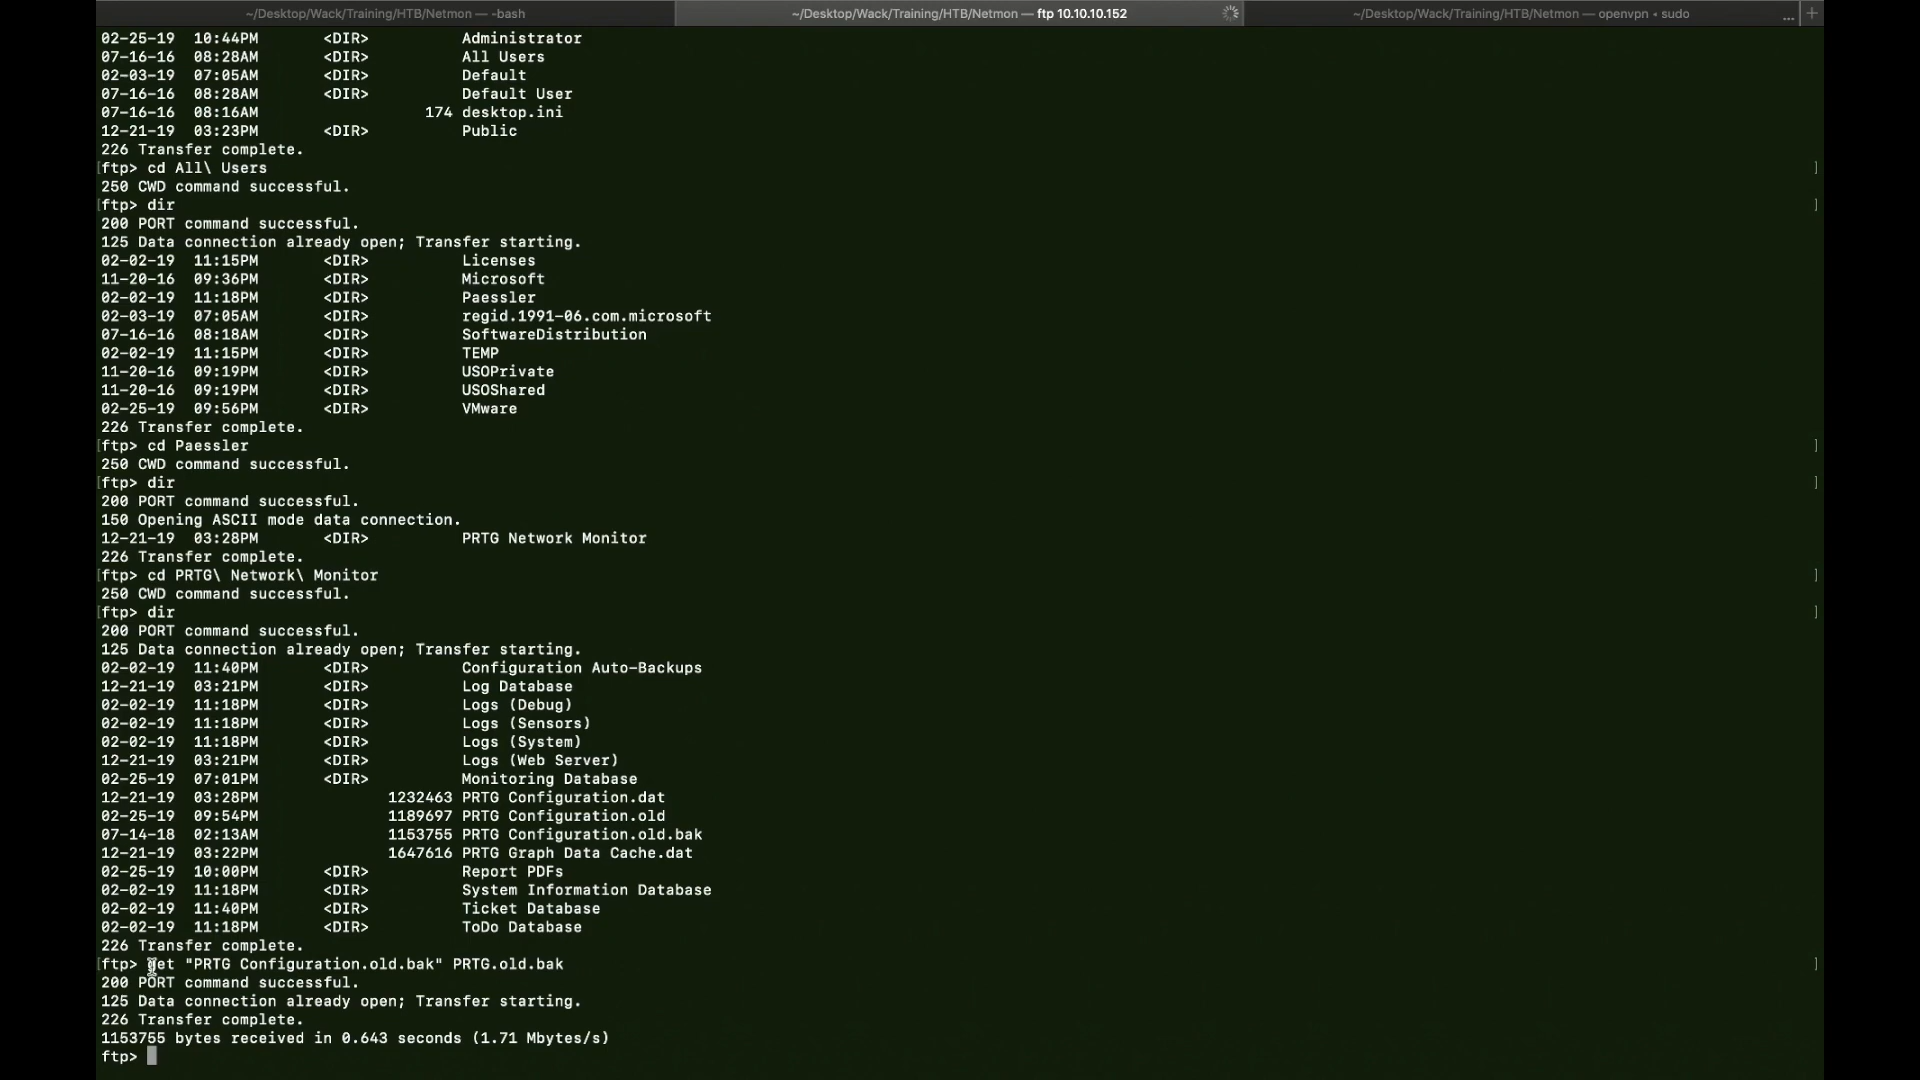 ~/Desktop/Wack/Training/HTB/Netmon — -bash ~/Desktop/Wack/Training/HTB/Netmon — ftp 10.10.10.152 ~/Desktop/Wack/Training/HTB/Netmon — openvpn • sudo ... +
02-25-19  10:44PM       <DIR>          Administrator
07-16-16  08:28AM       <DIR>          All Users
02-03-19  07:05AM       <DIR>          Default
07-16-16  08:28AM       <DIR>          Default User
07-16-16  08:16AM                  174 desktop.ini
12-21-19  03:23PM       <DIR>          Public
226 Transfer complete.
[ftp> cd All\ Users ]
250 CWD command successful.
[ftp> dir ]
200 PORT command successful.
125 Data connection already open; Transfer starting.
02-02-19  11:15PM       <DIR>          Licenses
11-20-16  09:36PM       <DIR>          Microsoft
02-02-19  11:18PM       <DIR>          Paessler
02-03-19  07:05AM       <DIR>          regid.1991-06.com.microsoft
07-16-16  08:18AM       <DIR>          SoftwareDistribution
02-02-19  11:15PM       <DIR>          TEMP
11-20-16  09:19PM       <DIR>          USOPrivate
11-20-16  09:19PM       <DIR>          USOShared
02-25-19  09:56PM       <DIR>          VMware
226 Transfer complete.
[ftp> cd Paessler ]
250 CWD command successful.
[ftp> dir ]
200 PORT command successful.
150 Opening ASCII mode data connection.
12-21-19  03:28PM       <DIR>          PRTG Network Monitor
226 Transfer complete.
[ftp> cd PRTG\ Network\ Monitor ]
250 CWD command successful.
[ftp> dir ]
200 PORT command successful.
125 Data connection already open; Transfer starting.
02-02-19  11:40PM       <DIR>          Configuration Auto-Backups
12-21-19  03:21PM       <DIR>          Log Database
02-02-19  11:18PM       <DIR>          Logs (Debug)
02-02-19  11:18PM       <DIR>          Logs (Sensors)
02-02-19  11:18PM       <DIR>          Logs (System)
12-21-19  03:21PM       <DIR>          Logs (Web Server)
02-25-19  07:01PM       <DIR>          Monitoring Database
12-21-19  03:28PM              1232463 PRTG Configuration.dat
02-25-19  09:54PM              1189697 PRTG Configuration.old
07-14-18  02:13AM              1153755 PRTG Configuration.old.bak
12-21-19  03:22PM              1647616 PRTG Graph Data Cache.dat
02-25-19  10:00PM       <DIR>          Report PDFs
02-02-19  11:18PM       <DIR>          System Information Database
02-02-19  11:40PM       <DIR>          Ticket Database
02-02-19  11:18PM       <DIR>          ToDo Database
226 Transfer complete.
[ftp> get "PRTG Configuration.old.bak" PRTG.old.bak ]
200 PORT command successful.
125 Data connection already open; Transfer starting.
226 Transfer complete.
1153755 bytes received in 0.643 seconds (1.71 Mbytes/s)
ftp>